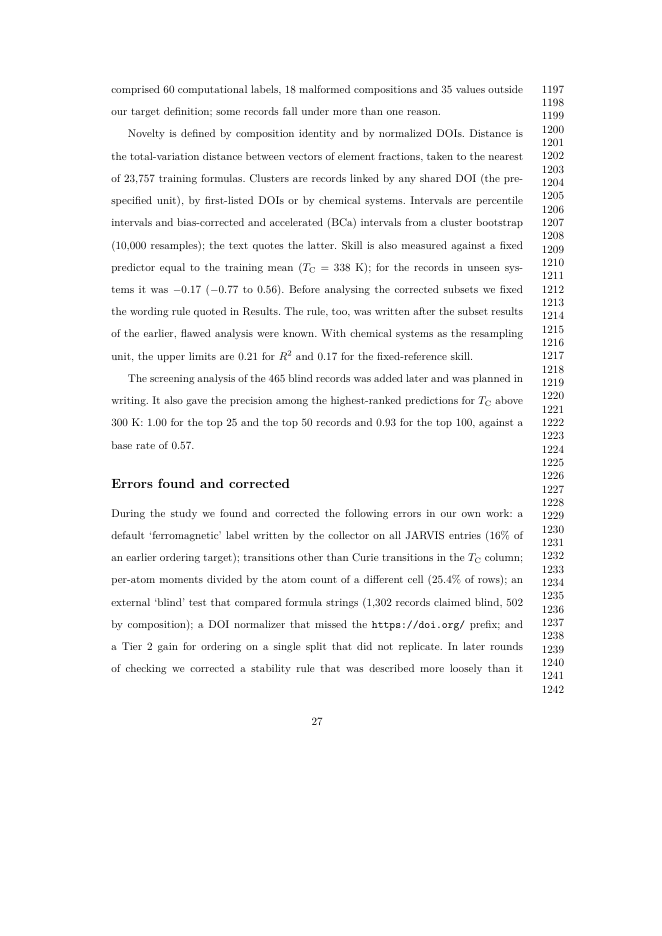 comprised 60 computational labels, 18 malformed compositions and 35 values outside 1197
1198
our target definition; some records fall under more than one reason. 1199
Novelty is defined by composition identity and by normalized DOIs. Distance is 1200
1201
the total-variation distance between vectors of element fractions, taken to the nearest 1202
1203
of 23,757 training formulas. Clusters are records linked by any shared DOI (the pre- 1204
specified unit), by first-listed DOIs or by chemical systems. Intervals are percentile 1205
1206
intervals and bias-corrected and accelerated (BCa) intervals from a cluster bootstrap 1207
1208
(10,000 resamples); the text quotes the latter. Skill is also measured against a fixed 1209
predictor equal to the training mean (T_C = 338 K); for the records in unseen sys- 1210
1211
tems it was −0.17 (−0.77 to 0.56). Before analysing the corrected subsets we fixed 1212
1213
the wording rule quoted in Results. The rule, too, was written after the subset results 1214
1215
of the earlier, flawed analysis were known. With chemical systems as the resampling 1216
unit, the upper limits are 0.21 for R² and 0.17 for the fixed-reference skill. 1217
1218
The screening analysis of the 465 blind records was added later and was planned in 1219
writing. It also gave the precision among the highest-ranked predictions for T_C above 1220
1221
300 K: 1.00 for the top 25 and the top 50 records and 0.93 for the top 100, against a 1222
1223
base rate of 0.57. 1224
1225
1226
Errors found and corrected 1227
1228
During the study we found and corrected the following errors in our own work: a 1229
default ‘ferromagnetic’ label written by the collector on all JARVIS entries (16% of 1230
1231
an earlier ordering target); transitions other than Curie transitions in the T_C column; 1232
1233
per-atom moments divided by the atom count of a different cell (25.4% of rows); an 1234
external ‘blind’ test that compared formula strings (1,302 records claimed blind, 502 1235
1236
by composition); a DOI normalizer that missed the https://doi.org/ prefix; and 1237
1238
a Tier 2 gain for ordering on a single split that did not replicate. In later rounds 1239
1240
of checking we corrected a stability rule that was described more loosely than it 1241
1242
27